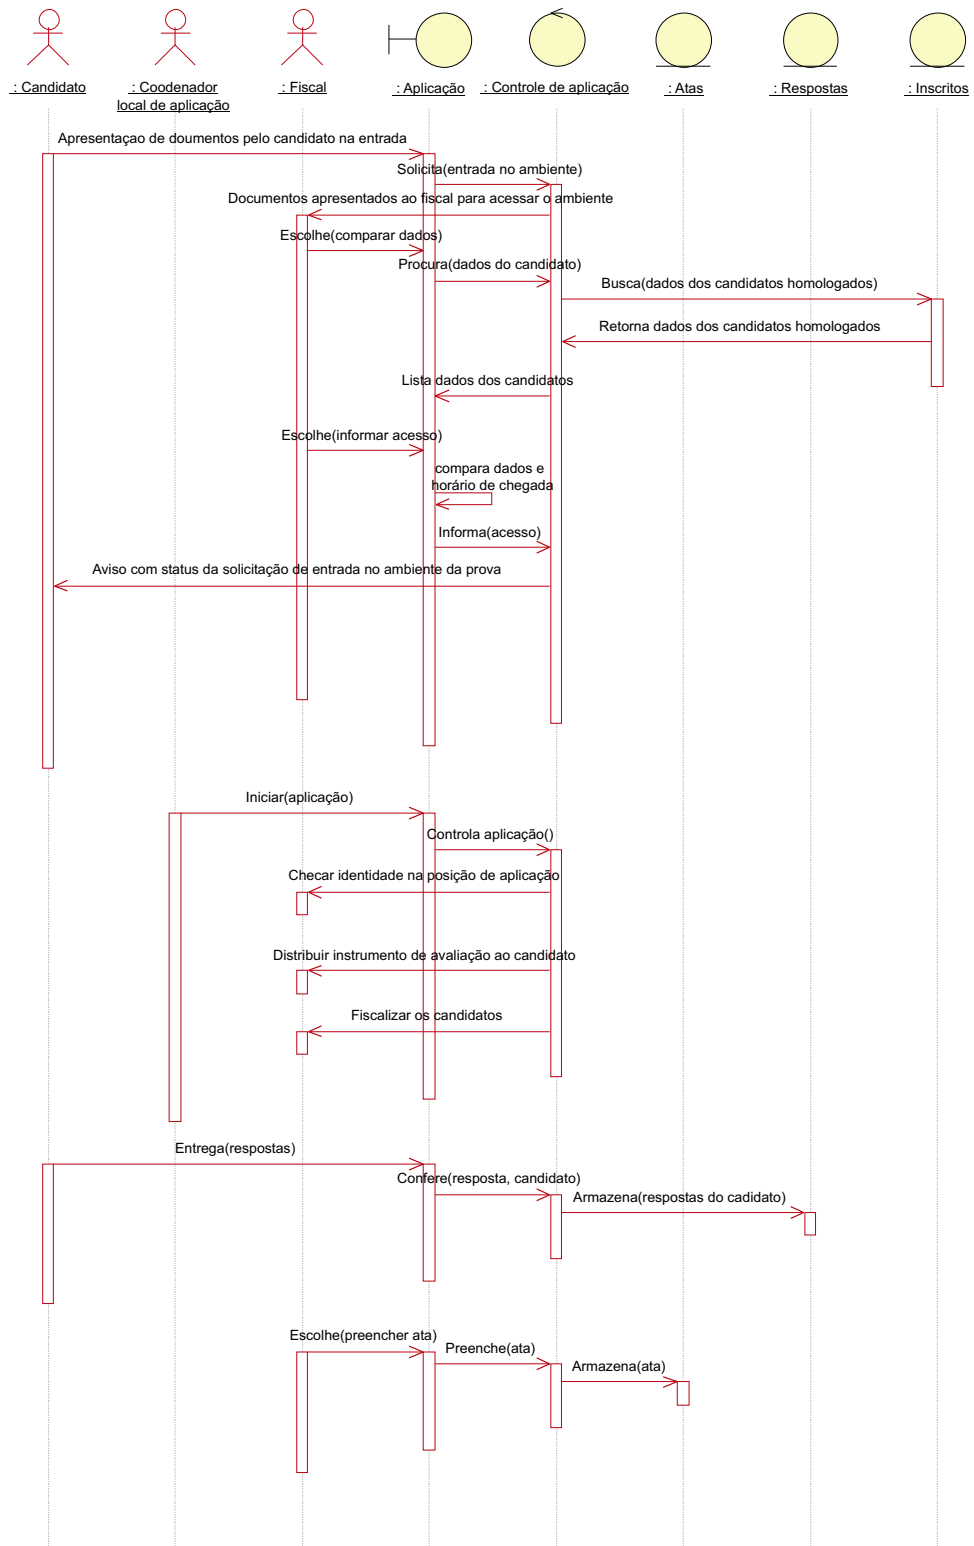 : Candidato
: Coodenador
local de aplicação
: Fiscal
: Aplicação
: Controle de aplicação
: Atas
: Respostas
: Inscritos
Apresentaçao de doumentos pelo candidato na entrada
Solicita(entrada no ambiente)
Documentos apresentados ao fiscal para acessar o ambiente
Escolhe(comparar dados)
Procura(dados do candidato)
Busca(dados dos candidatos homologados)
Retorna dados dos candidatos homologados
Lista dados dos candidatos
Escolhe(informar acesso)
compara dados e
horário de chegada
Informa(acesso)
Aviso com status da solicitação de entrada no ambiente da prova
Iniciar(aplicação)
Controla aplicação()
Checar identidade na posição de aplicação
Distribuir instrumento de avaliação ao candidato
Fiscalizar os candidatos
Entrega(respostas)
Confere(resposta, candidato)
Armazena(respostas do cadidato)
Escolhe(preencher ata)
Preenche(ata)
Armazena(ata)